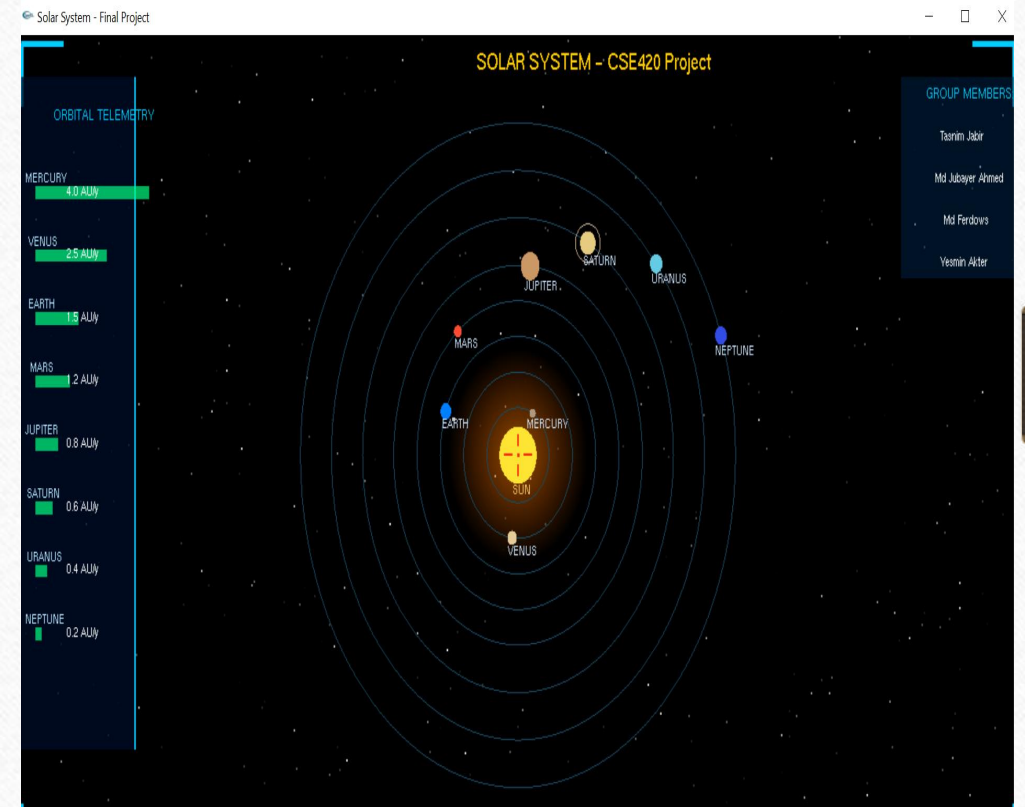 Solar System - Final Project
SOLAR SYSTEM - CSE420 Project
ORBITAL TELEMETRY
MERCURY
4.0 AU/y
VENUS
2.5 AU/y
EARTH
1.5 AU/y
MARS
1.2 AU/y
JUPITER
0.8 AU/y
SATURN
0.6 AU/y
URANUS
0.4 AU/y
NEPTUNE
0.2 AU/y
SATURN
URANUS
JUPITER
MARS
NEPTUNE
EARTH
MERCURY
SUN
VENUS
GROUP MEMBERS
Tasnim Jabir
Md Jubayer Ahmed
Md Ferdows
Yesmin Akter